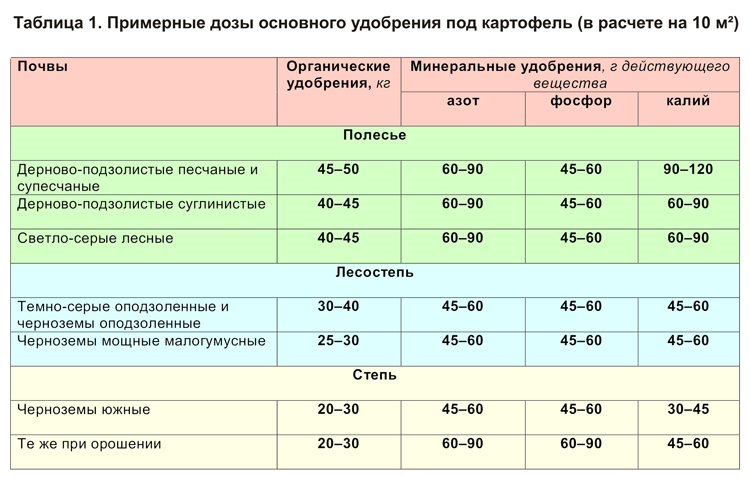 Таблица 1. Примерные дозы основного удобрения под картофель (в расчете на 10 м²)
Почвы
Органические
удобрения, кг
Минеральные удобрения, г действующего
вещества
азот фосфор калий
Полесье
Дерново-подзолистые песчаные и
супесчаные
45–50 60–90 45–60 90–120
Дерново-подзолистые суглинистые 40–45 60–90 45–60 60–90
Светло-серые лесные 40–45 60–90 45–60 60–90
Лесостепь
Темно-серые оподзоленные и
черноземы оподзоленные
30–40 45–60 45–60 45–60
Черноземы мощные малогумусные 25–30 45–60 45–60 45–60
Степь
Черноземы южные 20–30 45–60 45–60 30–45
Те же при орошении 20–30 60–90 60–90 45–60